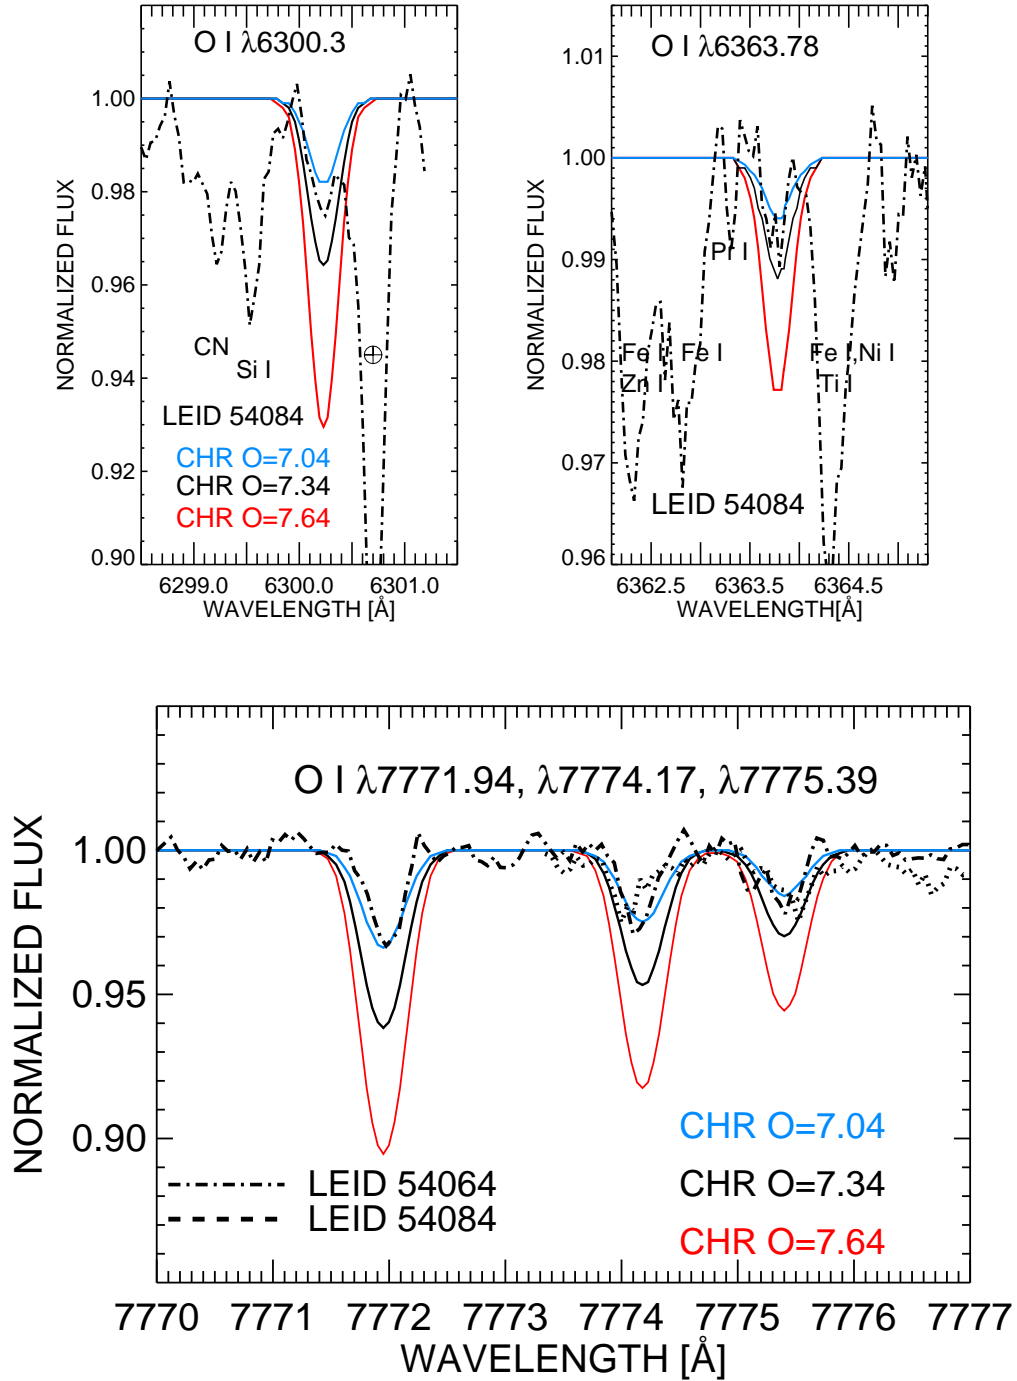 O I λ6300.3
1.00
0.98
0.96
0.94
0.92
0.90
NORMALIZED FLUX
CN
Si I
LEID 54084
CHR O=7.04
CHR O=7.34
CHR O=7.64
6299.0 6300.0 6301.0
WAVELENGTH [Å]
O I λ6363.78
1.01
1.00
0.99
0.98
0.97
0.96
NORMALIZED FLUX
Pr I
Fe I Fe I Fe I,Ni I
Zn I Ti I
LEID 54084
6362.5 6363.5 6364.5
WAVELENGTH[Å]
O I λ7771.94, λ7774.17, λ7775.39
1.00
0.95
0.90
NORMALIZED FLUX
CHR O=7.04
CHR O=7.34
CHR O=7.64
LEID 54064
LEID 54084
7770 7771 7772 7773 7774 7775 7776 7777
WAVELENGTH [Å]